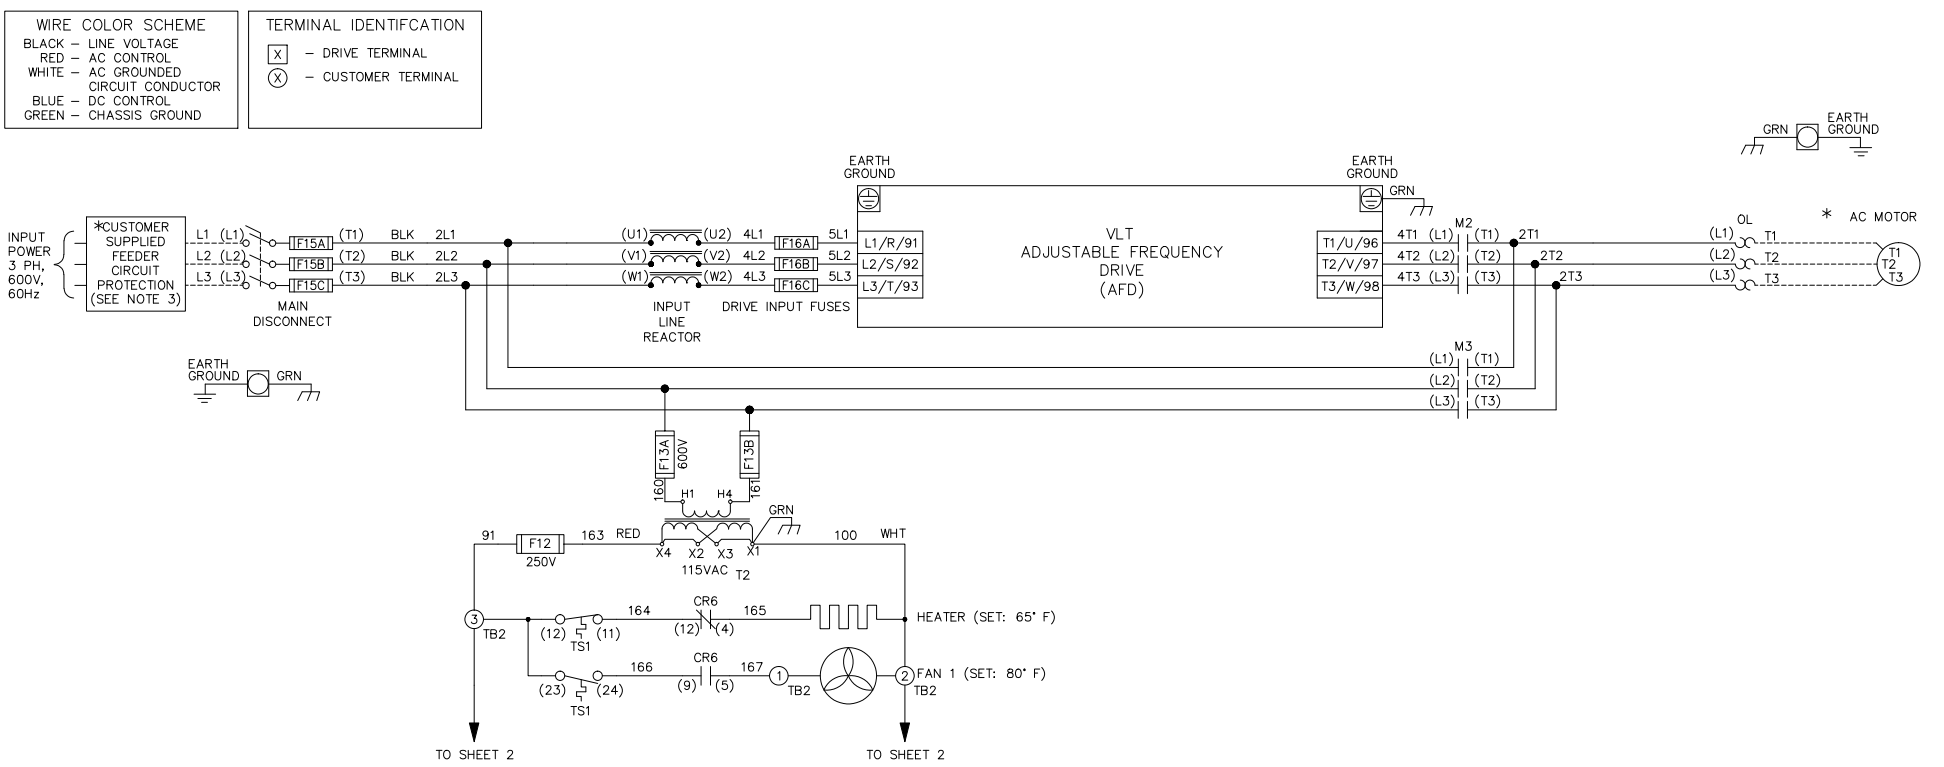 WIRE COLOR SCHEME
BLACK – LINE VOLTAGE
RED – AC CONTROL
WHITE – AC GROUNDED
CIRCUIT CONDUCTOR
BLUE – DC CONTROL
GREEN – CHASSIS GROUND
TERMINAL IDENTIFCATION
X – DRIVE TERMINAL
X – CUSTOMER TERMINAL
GRN
EARTH
GROUND
EARTH
GROUND
EARTH
GROUND
GRN
INPUT
POWER
3 PH,
600V,
60Hz
*CUSTOMER
SUPPLIED
FEEDER
CIRCUIT
PROTECTION
(SEE NOTE 3)
L1 (L1) F15A (T1) BLK 2L1 (U1) (U2) 4L1 F16A 5L1 L1/R/91
L2 (L2) F15B (T2) BLK 2L2 (V1) (V2) 4L2 F16B 5L2 L2/S/92
L3 (L3) F15C (T3) BLK 2L3 (W1) (W2) 4L3 F16C 5L3 L3/T/93
MAIN
DISCONNECT
INPUT
LINE
REACTOR
DRIVE INPUT FUSES
VLT
ADJUSTABLE FREQUENCY
DRIVE
(AFD)
M2
OL
* AC MOTOR
T1/U/96 4T1 (L1) (T1) 2T1 (L1) T1 T1
T2/V/97 4T2 (L2) (T2) 2T2 (L2) T2 T2
T3/W/98 4T3 (L3) (T3) 2T3 (L3) T3 T3
M3
(L1) (T1)
(L2) (T2)
(L3) (T3)
EARTH
GROUND GRN
F13A
600V
F13B
160
161
H1 H4
GRN
91 F12 163 RED
250V
X4 X2 X3 X1
100 WHT
115VAC T2
3
TB2
164 CR6 165
(12) (11) (12) (4)
TS1
HEATER (SET: 65° F)
166 CR6 167 1
(23) (24) (9) (5) TB2
TS1
2 FAN 1 (SET: 80° F)
TB2
TO SHEET 2
TO SHEET 2